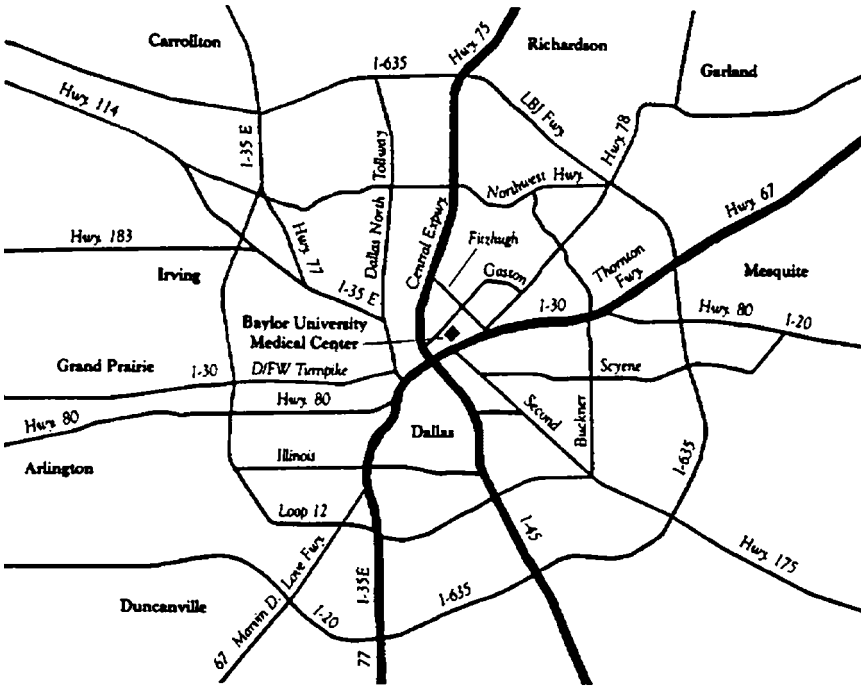 Carrollton
Hwy. 75
Richardson
I-635
Garland
Hwy. 114
LBJ Fwy.
Hwy. 78
I-35 E
Tollway
Northwest Hwy.
Hwy. 67
Dallas North
Central Expwy.
Fitzhugh
Hwy. 183
Hwy. 77
Gaston
Thornton
Fwy.
Irving
I-35 E
I-30
Mesquite
Baylor University
Medical Center
Hwy. 80
I-20
Grand Prairie
I-30
D/FW Turnpike
Scyene
Hwy. 80
Hwy. 80
Second
Buckner
Dallas
Arlington
Illinois
I-635
Loop 12
I-45
Hwy. 175
Duncanville
67 Marvin D. Love Fwy.
I-35E
I-20
I-635
77